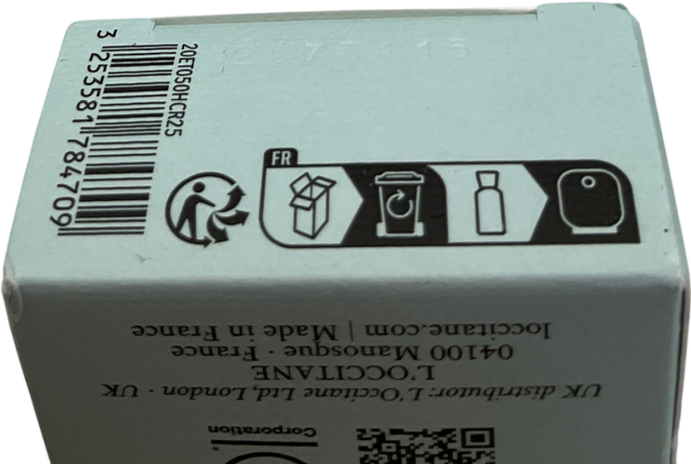 3 253581 784709
20ET050HCR25
FR
Corporation
UK distributor: L'Occitane Ltd, London, UK ·
L'OCCITANE
04100 Manosque · France
loccitane.com | Made in France